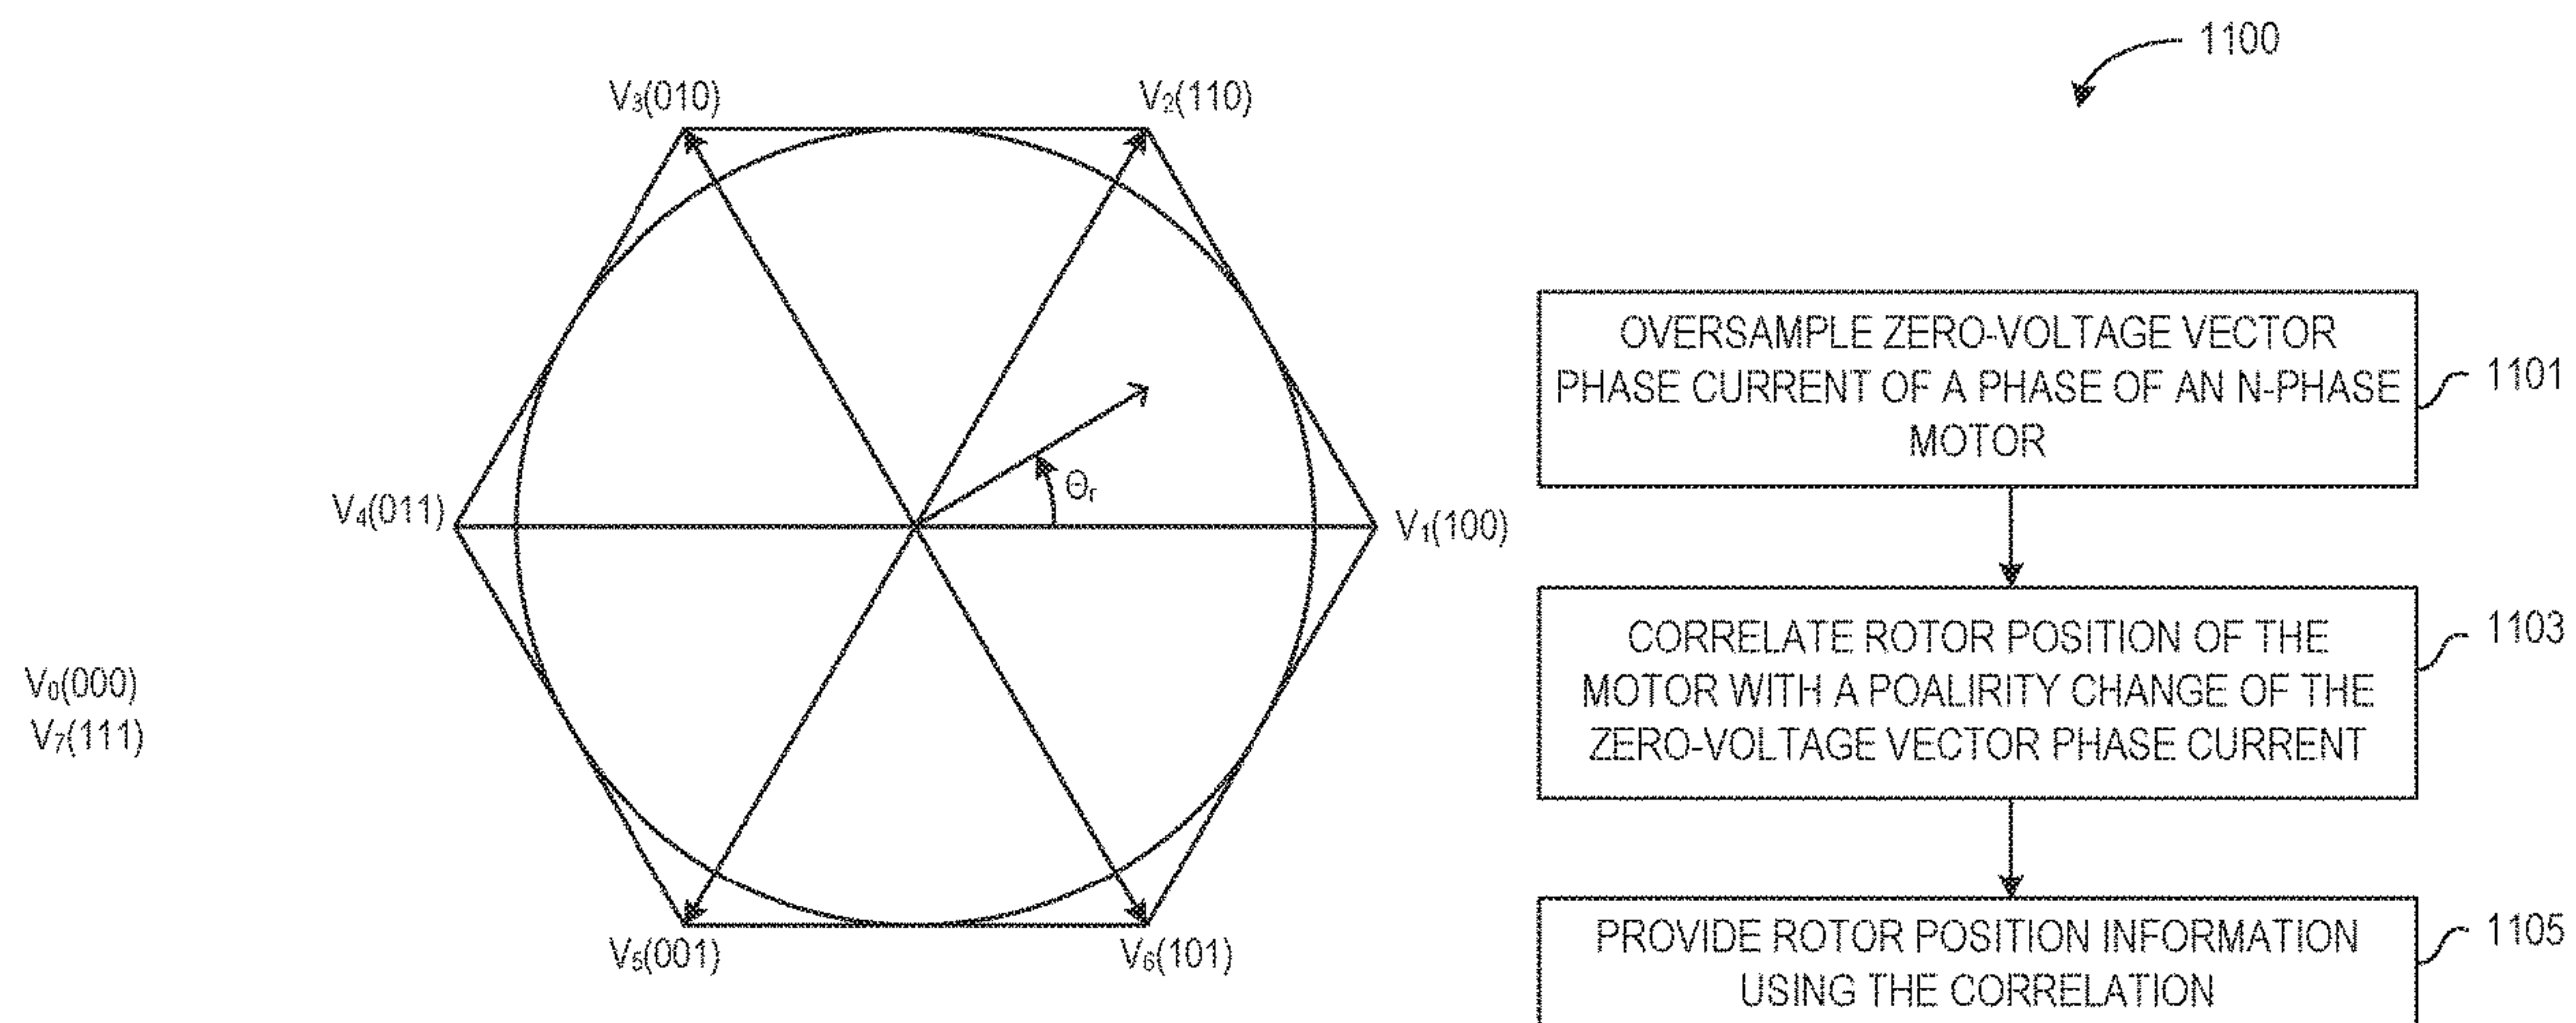 1100
V₃(010)
V₂(110)
Θᵣ
V₄(011)
V₁(100)
V₀(000)
V₇(111)
V₅(001)
V₆(101)
OVERSAMPLE ZERO-VOLTAGE VECTOR
PHASE CURRENT OF A PHASE OF AN N-PHASE
MOTOR
1101
CORRELATE ROTOR POSITION OF THE
MOTOR WITH A POALIRITY CHANGE OF THE
ZERO-VOLTAGE VECTOR PHASE CURRENT
1103
PROVIDE ROTOR POSITION INFORMATION
USING THE CORRELATION
1105